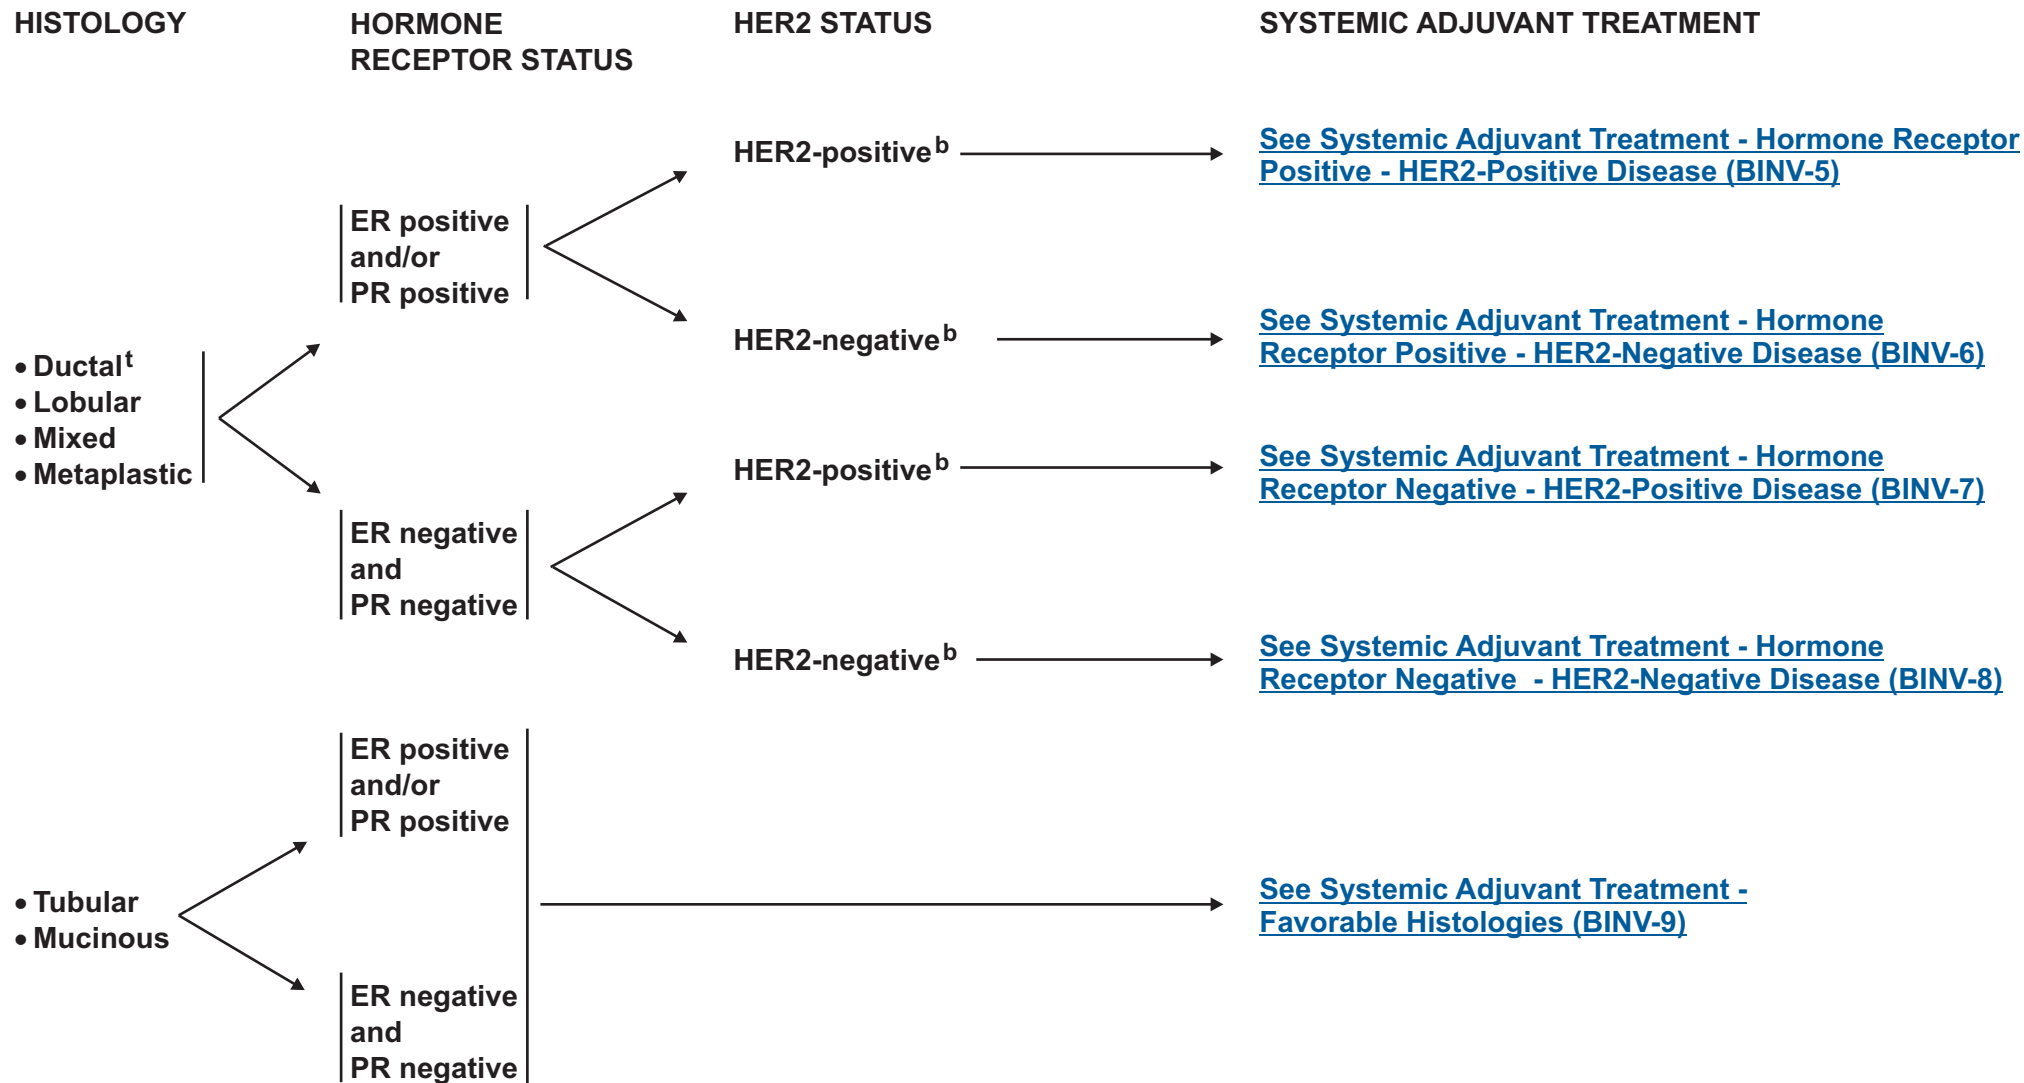 HISTOLOGY
HORMONE
RECEPTOR STATUS
HER2 STATUS
SYSTEMIC ADJUVANT TREATMENT
• Ductal t
• Lobular
• Mixed
• Metaplastic
ER positive
and/or
PR positive
HER2-positive b
See Systemic Adjuvant Treatment - Hormone Receptor
Positive - HER2-Positive Disease (BINV-5)
HER2-negative b
See Systemic Adjuvant Treatment - Hormone
Receptor Positive - HER2-Negative Disease (BINV-6)
ER negative
and
PR negative
HER2-positive b
See Systemic Adjuvant Treatment - Hormone
Receptor Negative - HER2-Positive Disease (BINV-7)
HER2-negative b
See Systemic Adjuvant Treatment - Hormone
Receptor Negative - HER2-Negative Disease (BINV-8)
• Tubular
• Mucinous
ER positive
and/or
PR positive
ER negative
and
PR negative
See Systemic Adjuvant Treatment -
Favorable Histologies (BINV-9)